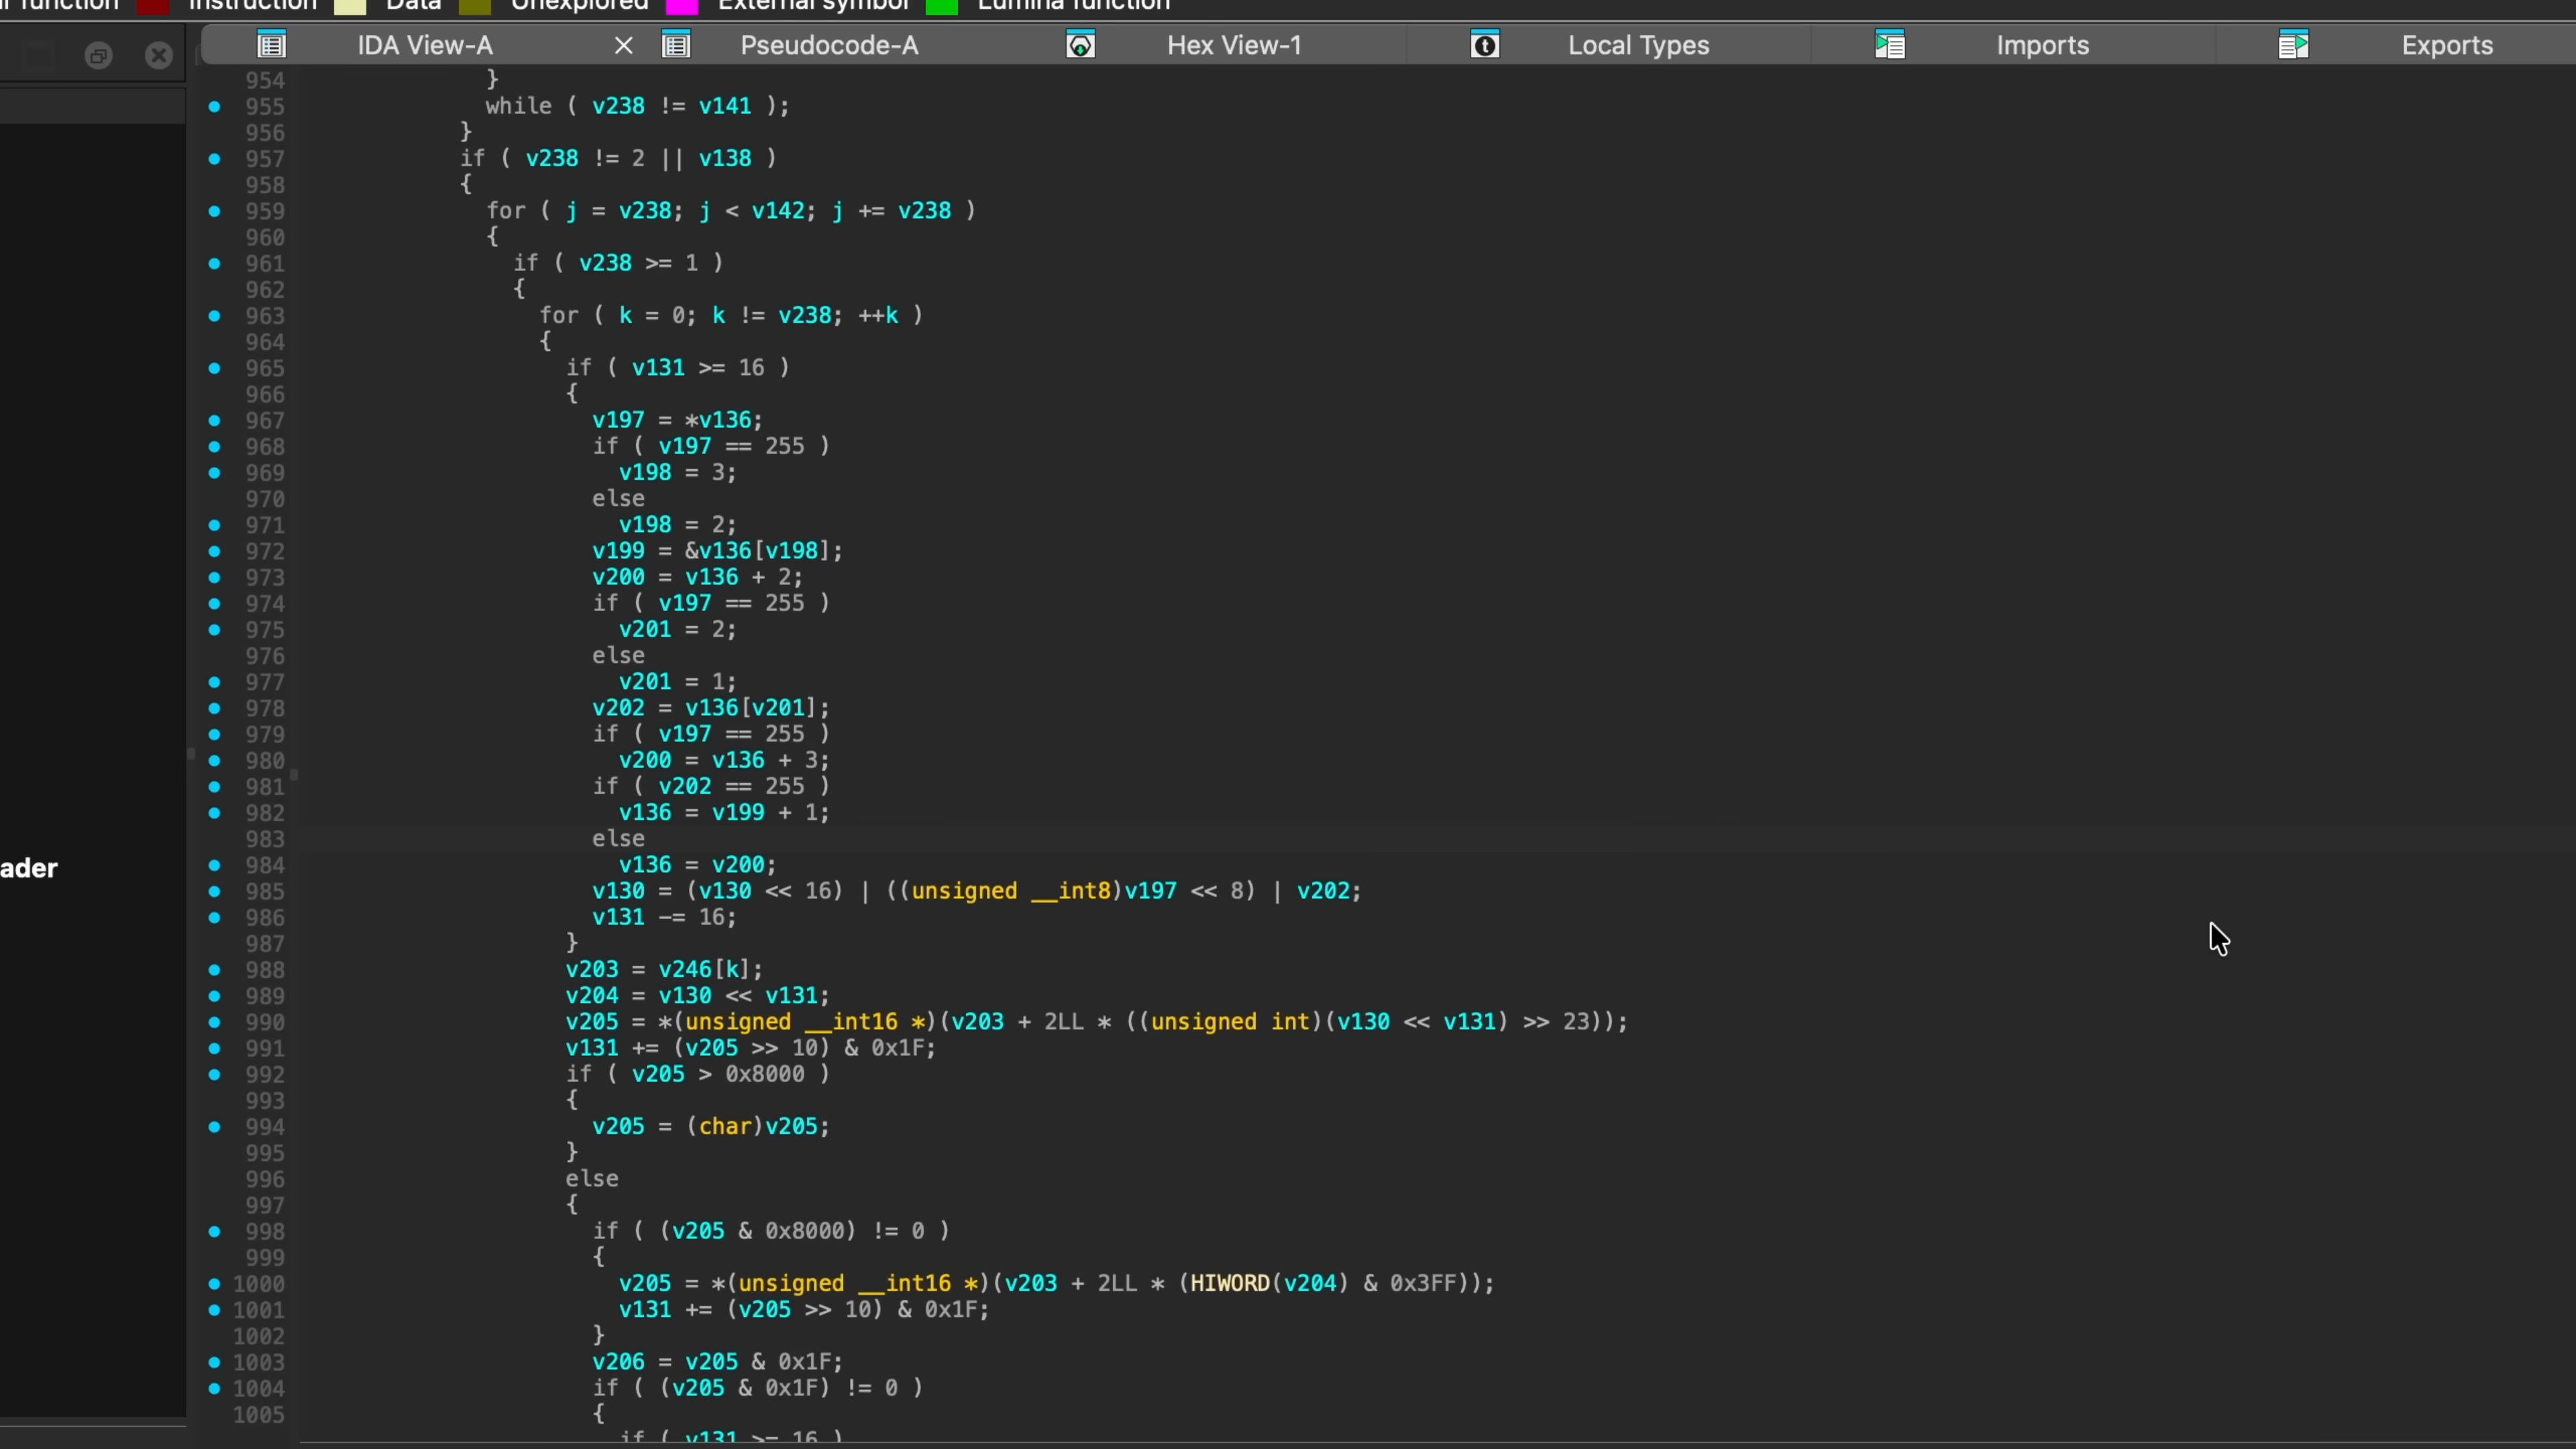 function Instruction Data Unexplored External symbol Lumina function
IDA View-A Pseudocode-A Hex View-1 Local Types Imports Exports
ader
954 }
955 while ( v238 != v141 );
956 }
957 if ( v238 != 2 || v138 )
958 {
959 for ( j = v238; j < v142; j += v238 )
960 {
961 if ( v238 >= 1 )
962 {
963 for ( k = 0; k != v238; ++k )
964 {
965 if ( v131 >= 16 )
966 {
967 v197 = *v136;
968 if ( v197 == 255 )
969 v198 = 3;
970 else
971 v198 = 2;
972 v199 = &v136[v198];
973 v200 = v136 + 2;
974 if ( v197 == 255 )
975 v201 = 2;
976 else
977 v201 = 1;
978 v202 = v136[v201];
979 if ( v197 == 255 )
980 v200 = v136 + 3;
981 if ( v202 == 255 )
982 v136 = v199 + 1;
983 else
984 v136 = v200;
985 v130 = (v130 << 16) | ((unsigned __int8)v197 << 8) | v202;
986 v131 -= 16;
987 }
988 v203 = v246[k];
989 v204 = v130 << v131;
990 v205 = *(unsigned __int16 *)(v203 + 2LL * ((unsigned int)(v130 << v131) >> 23));
991 v131 += (v205 >> 10) & 0x1F;
992 if ( v205 > 0x8000 )
993 {
994 v205 = (char)v205;
995 }
996 else
997 {
998 if ( (v205 & 0x8000) != 0 )
999 {
1000 v205 = *(unsigned __int16 *)(v203 + 2LL * (HIWORD(v204) & 0x3FF));
1001 v131 += (v205 >> 10) & 0x1F;
1002 }
1003 v206 = v205 & 0x1F;
1004 if ( (v205 & 0x1F) != 0 )
1005 {
if ( v131 >= 16 )